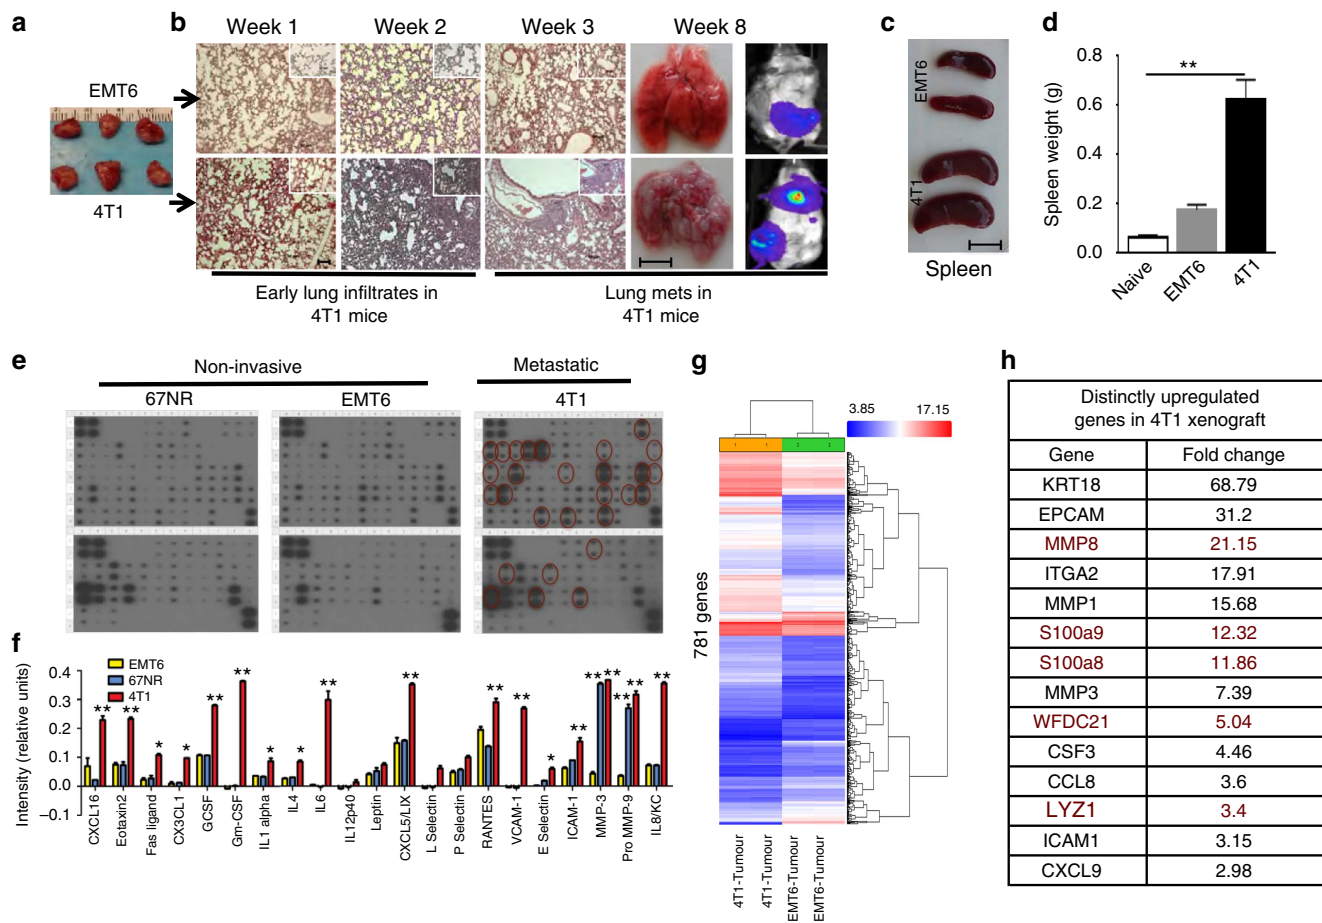 a
b
Week 1
Week 2
Week 3
Week 8
EMT6
4T1
Early lung infiltrates in
4T1 mice
Lung mets in
4T1 mice
c
EMT6
4T1
Spleen
d
Spleen weight (g)
0.8
0.6
0.4
0.2
0.0
**
Naive
EMT6
4T1
e
Non-invasive
Metastatic
67NR
EMT6
4T1
f
Intensity (relative units)
0.4
0.3
0.2
0.1
0.0
–0.1
EMT6
67NR
4T1
** ** * * ** ** * * ** ** ** ** * ** ** ** ** ** **
CXCL16
Eotaxin2
Fas ligand
CX3CL1
GCSF
Gm-CSF
IL1 alpha
IL4
IL6
IL12p40
Leptin
CXCL5/LIX
L Selectin
P Selectin
RANTES
VCAM-1
E Selectin
ICAM-1
MMP-3
Pro MMP-9
IL8/KC
g
3.85 17.15
1 1 2 2
781 genes
4T1-Tumour
4T1-Tumour
EMT6-Tumour
EMT6-Tumour
h
Distinctly upregulated
genes in 4T1 xenograft
Gene Fold change
KRT18 68.79
EPCAM 31.2
MMP8 21.15
ITGA2 17.91
MMP1 15.68
S100a9 12.32
S100a8 11.86
MMP3 7.39
WFDC21 5.04
CSF3 4.46
CCL8 3.6
LYZ1 3.4
ICAM1 3.15
CXCL9 2.98